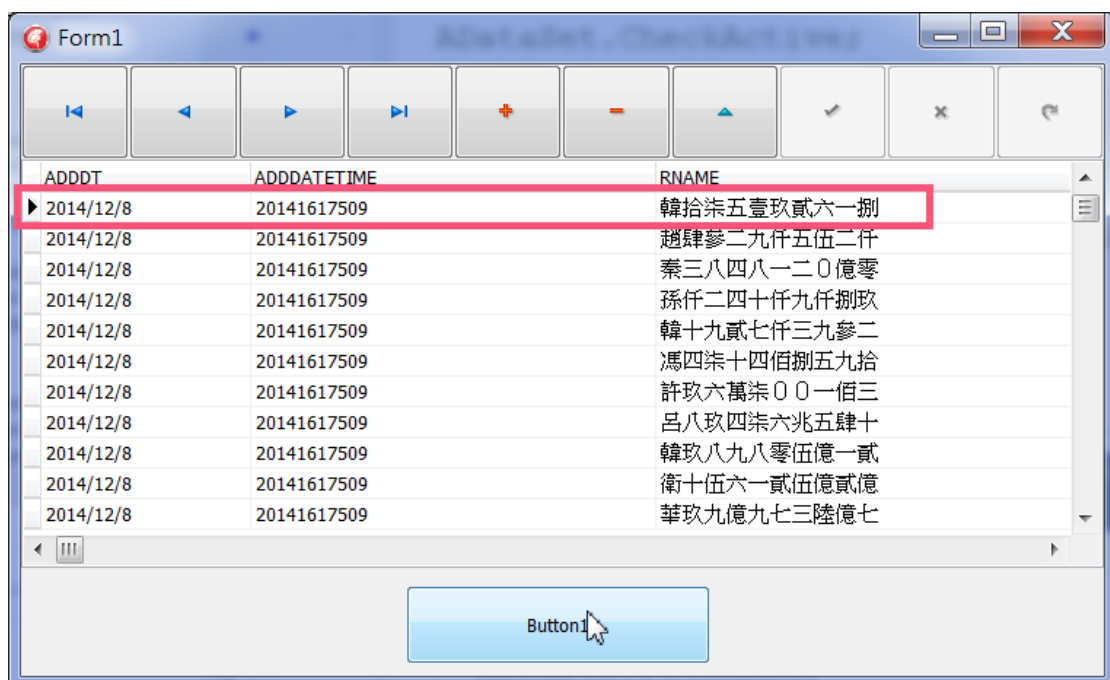 Form1
ADataSet.CheckActive;
ADDDT ADDDATETIME RNAME
2014/12/8 20141617509 韓拾柒五壹玖貳六一捌
2014/12/8 20141617509 趙肆參二九仟五伍二仟
2014/12/8 20141617509 秦三八四八一二０億零
2014/12/8 20141617509 孫仟二四十仟九仟捌玖
2014/12/8 20141617509 韓十九貳七仟三九參二
2014/12/8 20141617509 馮四柒十四佰捌五九拾
2014/12/8 20141617509 許玖六萬柒００一佰三
2014/12/8 20141617509 呂八玖四柒六兆五肆十
2014/12/8 20141617509 韓玖八九八零伍億一貳
2014/12/8 20141617509 衛十伍六一貳伍億貳億
2014/12/8 20141617509 華玖九億九七三陸億七
Button1